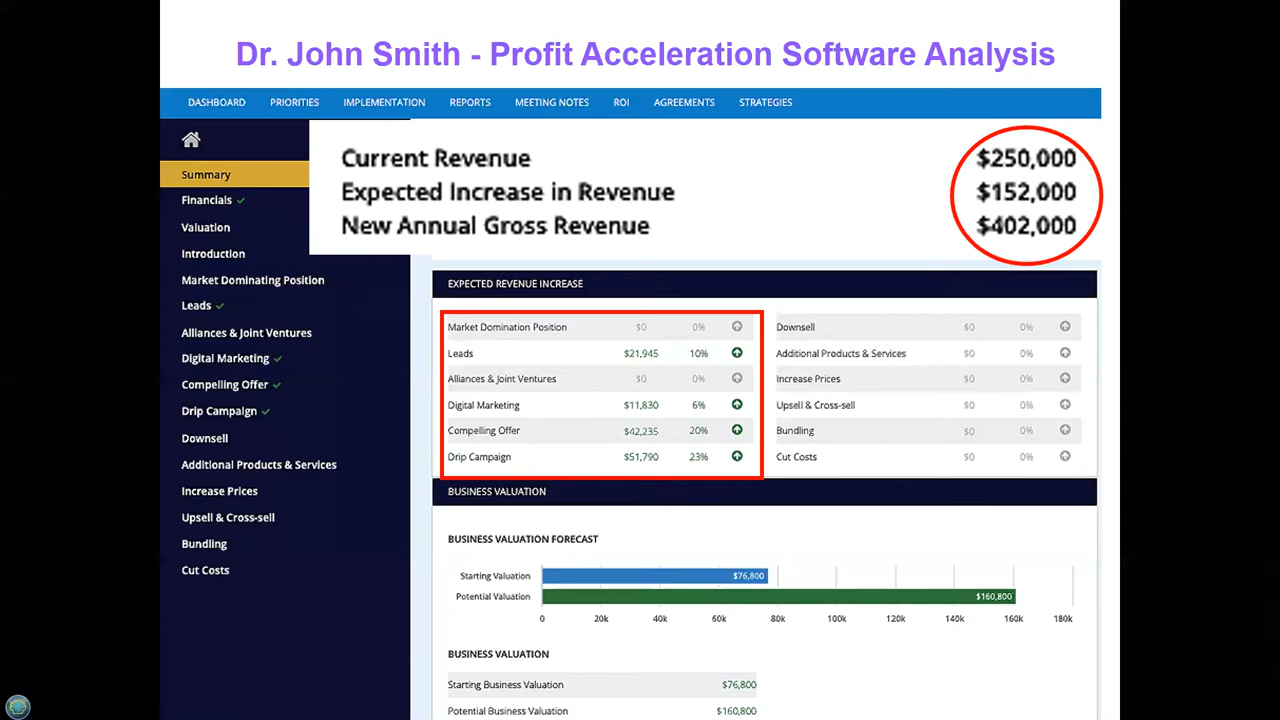 Dr. John Smith - Profit Acceleration Software Analysis
DASHBOARD PRIORITIES IMPLEMENTATION REPORTS MEETING NOTES ROI AGREEMENTS STRATEGIES
Current Revenue $250,000
Expected Increase in Revenue $152,000
New Annual Gross Revenue $402,000
Summary
Financials
Valuation
Introduction
Market Dominating Position
Leads
Alliances & Joint Ventures
Digital Marketing
Compelling Offer
Drip Campaign
Downsell
Additional Products & Services
Increase Prices
Upsell & Cross-sell
Bundling
Cut Costs
EXPECTED REVENUE INCREASE
Market Domination Position $0 0%
Leads $21,945 10%
Alliances & Joint Ventures $0 0%
Digital Marketing $11,830 6%
Compelling Offer $42,235 20%
Drip Campaign $51,790 23%
Downsell $0 0%
Additional Products & Services $0 0%
Increase Prices $0 0%
Upsell & Cross-sell $0 0%
Bundling $0 0%
Cut Costs $0 0%
BUSINESS VALUATION
BUSINESS VALUATION FORECAST
Starting Valuation $76,800
Potential Valuation $160,800
0 20k 40k 60k 80k 100k 120k 140k 160k 180k
BUSINESS VALUATION
Starting Business Valuation $76,800
Potential Business Valuation $160,800